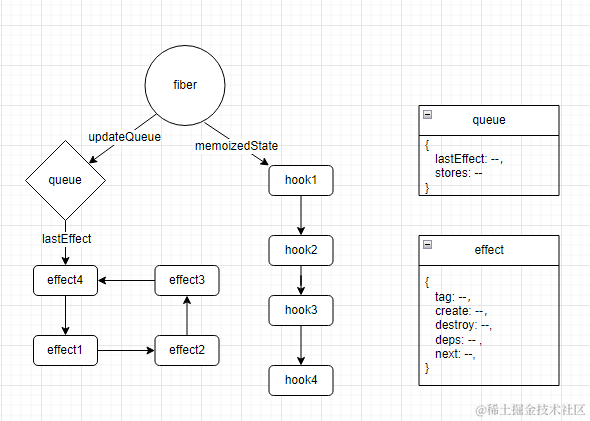 fiber
updateQueue
memoizedState
queue
hook1
lastEffect
hook2
effect4
effect3
hook3
effect1
effect2
hook4
queue
{
lastEffect: --,
stores: --
}
effect
{
tag: --,
create: --,
destroy: --,
deps: -- ,
next: --,
}
@稀土掘金技术社区